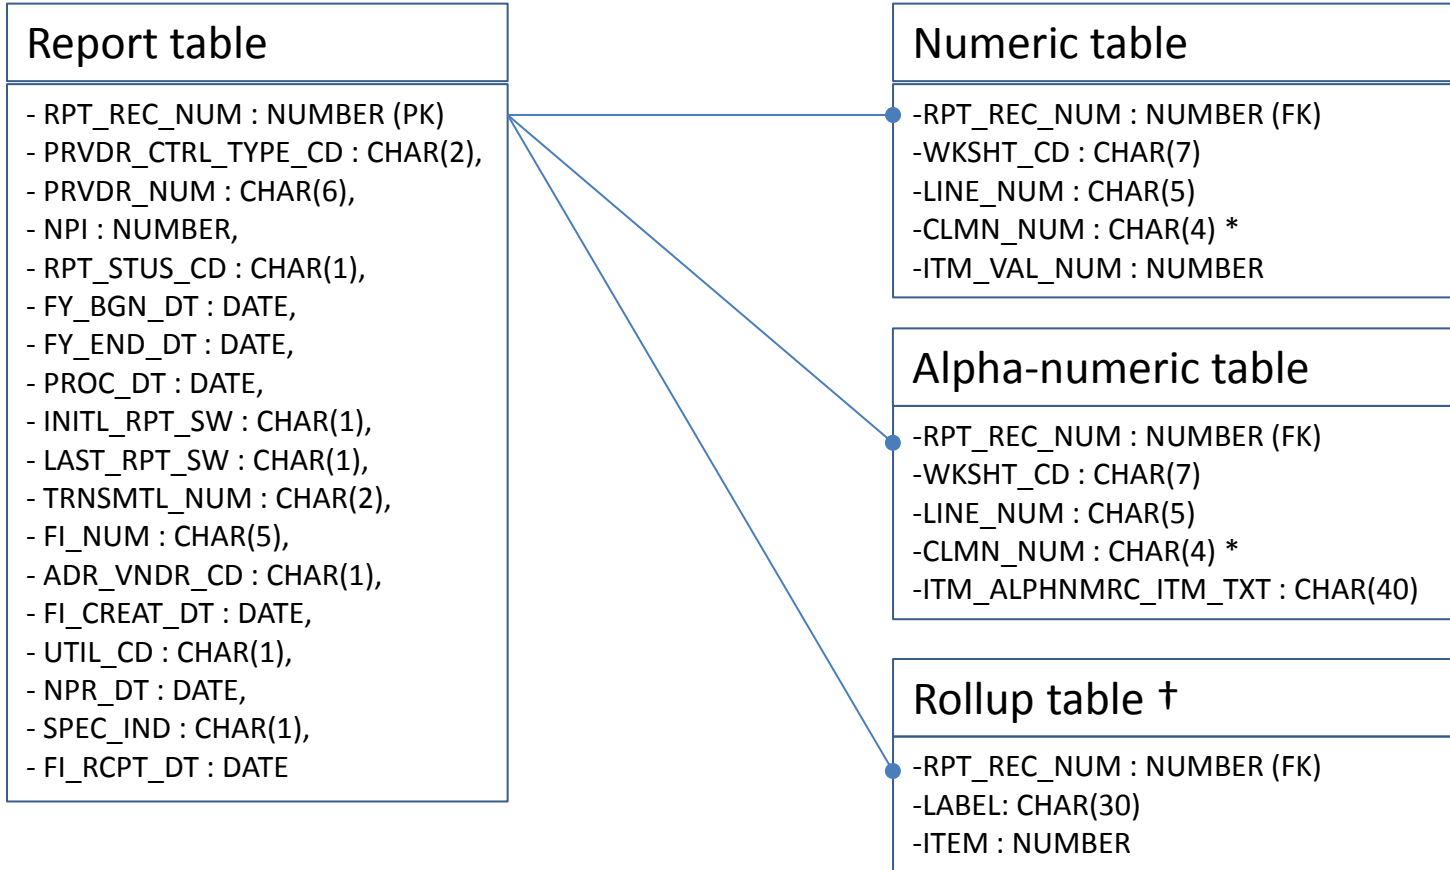 Report table
- RPT_REC_NUM : NUMBER (PK)
- PRVDR_CTRL_TYPE_CD : CHAR(2),
- PRVDR_NUM : CHAR(6),
- NPI : NUMBER,
- RPT_STUS_CD : CHAR(1),
- FY_BGN_DT : DATE,
- FY_END_DT : DATE,
- PROC_DT : DATE,
- INITL_RPT_SW : CHAR(1),
- LAST_RPT_SW : CHAR(1),
- TRNSMTL_NUM : CHAR(2),
- FI_NUM : CHAR(5),
- ADR_VNDR_CD : CHAR(1),
- FI_CREAT_DT : DATE,
- UTIL_CD : CHAR(1),
- NPR_DT : DATE,
- SPEC_IND : CHAR(1),
- FI_RCPT_DT : DATE
Numeric table
-RPT_REC_NUM : NUMBER (FK)
-WKSHT_CD : CHAR(7)
-LINE_NUM : CHAR(5)
-CLMN_NUM : CHAR(4) *
-ITM_VAL_NUM : NUMBER
Alpha-numeric table
-RPT_REC_NUM : NUMBER (FK)
-WKSHT_CD : CHAR(7)
-LINE_NUM : CHAR(5)
-CLMN_NUM : CHAR(4) *
-ITM_ALPHNMRC_ITM_TXT : CHAR(40)
Rollup table †
-RPT_REC_NUM : NUMBER (FK)
-LABEL: CHAR(30)
-ITEM : NUMBER